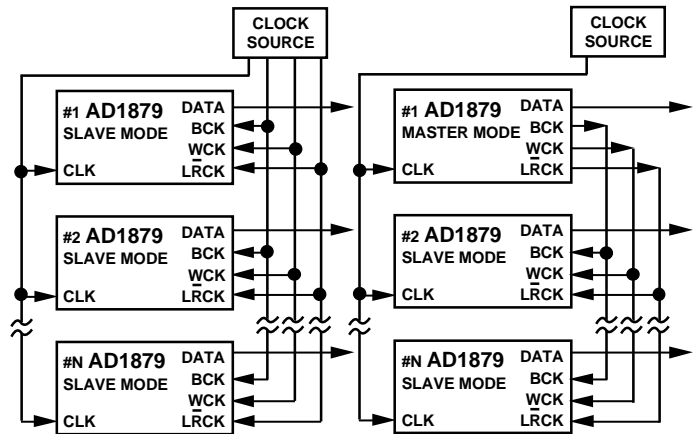 CLOCK
SOURCE
#1 AD1879
SLAVE MODE
CLK
DATA
BCK
WCK
LRCK
#2 AD1879
SLAVE MODE
CLK
DATA
BCK
WCK
LRCK
#N AD1879
SLAVE MODE
CLK
DATA
BCK
WCK
LRCK
CLOCK
SOURCE
#1 AD1879
MASTER MODE
CLK
DATA
BCK
WCK
LRCK
#2 AD1879
SLAVE MODE
CLK
DATA
BCK
WCK
LRCK
#N AD1879
SLAVE MODE
CLK
DATA
BCK
WCK
LRCK